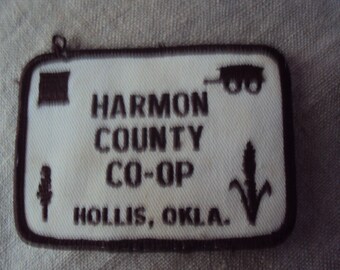 HARMON
COUNTY
CO-OP
HOLLIS, OKLA.